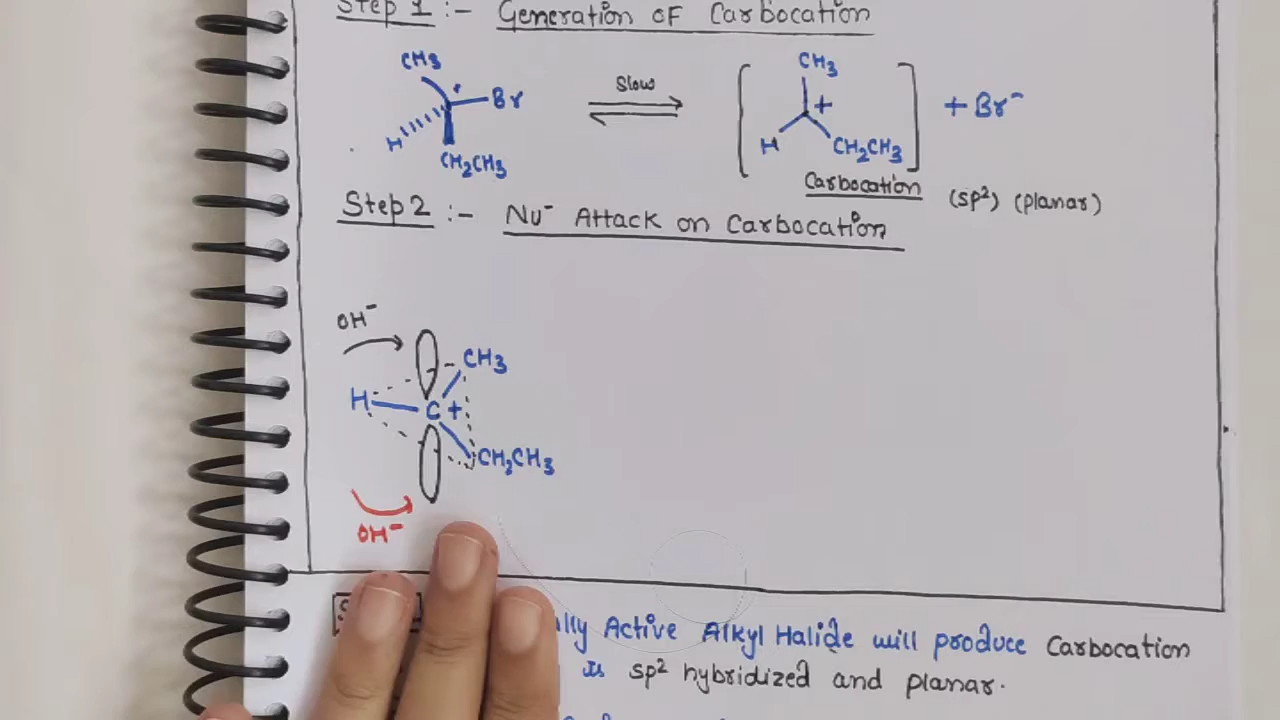 Step 1 :- Generation of Carbocation
CH3
Br
H
CH2CH3
Slow
CH3
+
H
CH2CH3
+ Br⁻
Carbocation (sp²) (planar)
Step 2 :- Nu⁻ Attack on Carbocation
OH⁻
CH3
H C +
CH2CH3
OH⁻
Active Alkyl Halide will produce Carbocation
is sp² hybridized and planar.